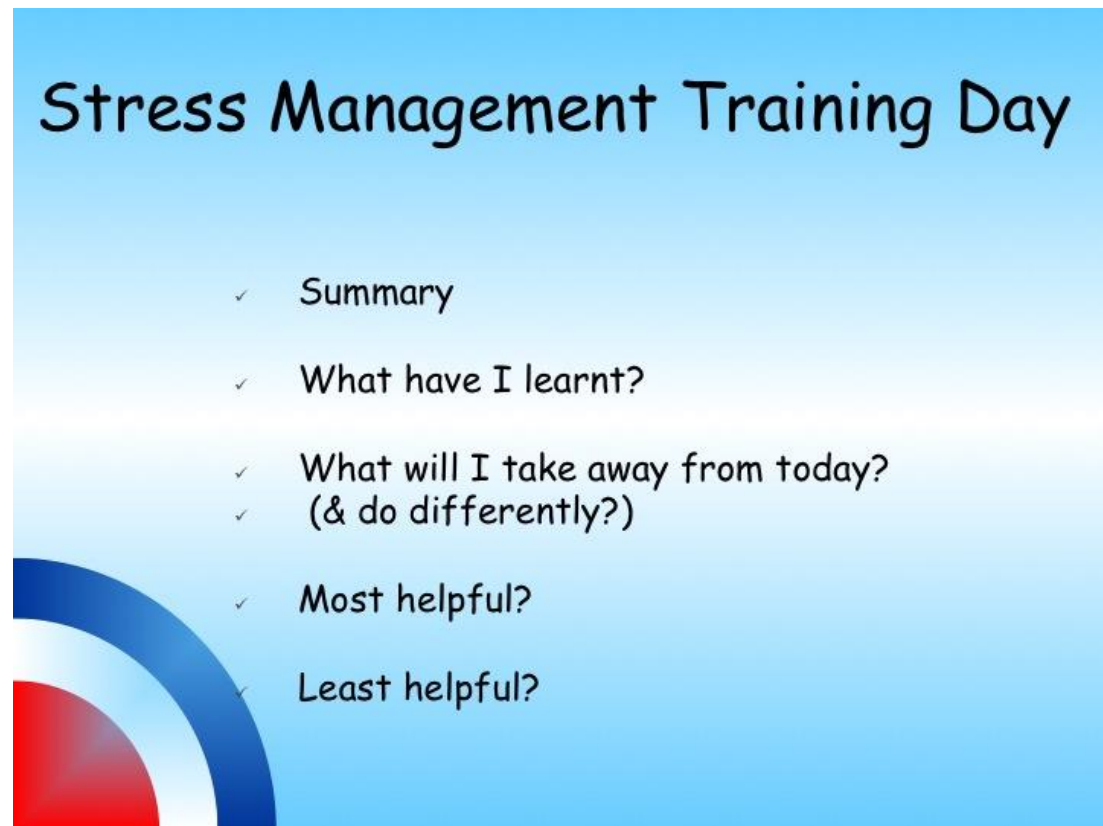 Stress Management Training Day
✓ Summary
✓ What have I learnt?
✓ What will I take away from today?
✓ (& do differently?)
✓ Most helpful?
✓ Least helpful?